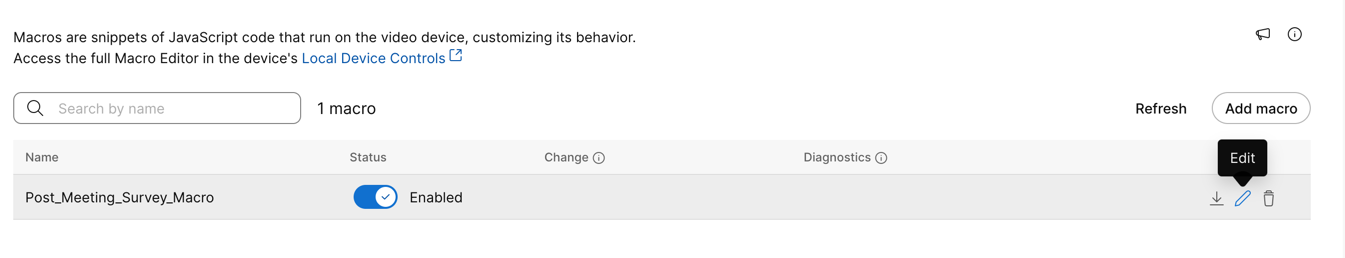 Macros are snippets of JavaScript code that run on the video device, customizing its behavior.
Access the full Macro Editor in the device's Local Device Controls
Search by name
1 macro
Refresh
Add macro
Name
Status
Change
Diagnostics
Edit
Post_Meeting_Survey_Macro
Enabled